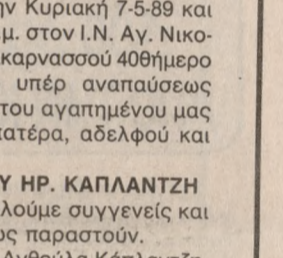 ην Κυριακή 7-5-89 και
μ. στον Ι.Ν. Αγ. Νικο-
καρνασσού 40θήμερο
υπέρ αναπαύσεως
του αγαπημένου μας
ατέρα, αδελφού και
Υ ΗΡ. ΚΑΠΛΑΝΤΖΗ
λούμε συγγενείς και
ως παραστούν.